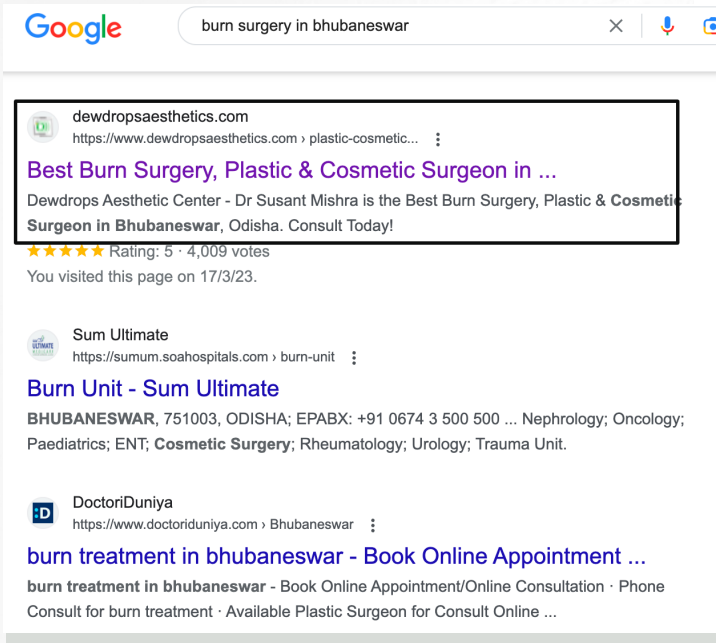 Google
burn surgery in bhubaneswar
dewdropsaesthetics.com
https://www.dewdropsaesthetics.com › plastic-cosmetic...
Best Burn Surgery, Plastic & Cosmetic Surgeon in ...
Dewdrops Aesthetic Center - Dr Susant Mishra is the Best Burn Surgery, Plastic & Cosmetic
Surgeon in Bhubaneswar, Odisha. Consult Today!
Rating: 5 · 4,009 votes
You visited this page on 17/3/23.
ULTIMATE
Sum Ultimate
https://sumum.soahospitals.com › burn-unit
Burn Unit - Sum Ultimate
BHUBANESWAR, 751003, ODISHA; EPABX: +91 0674 3 500 500 ... Nephrology; Oncology;
Paediatrics; ENT; Cosmetic Surgery; Rheumatology; Urology; Trauma Unit.
:D
DoctoriDuniya
https://www.doctoriduniya.com › Bhubaneswar
burn treatment in bhubaneswar - Book Online Appointment ...
burn treatment in bhubaneswar - Book Online Appointment/Online Consultation · Phone
Consult for burn treatment · Available Plastic Surgeon for Consult Online ...